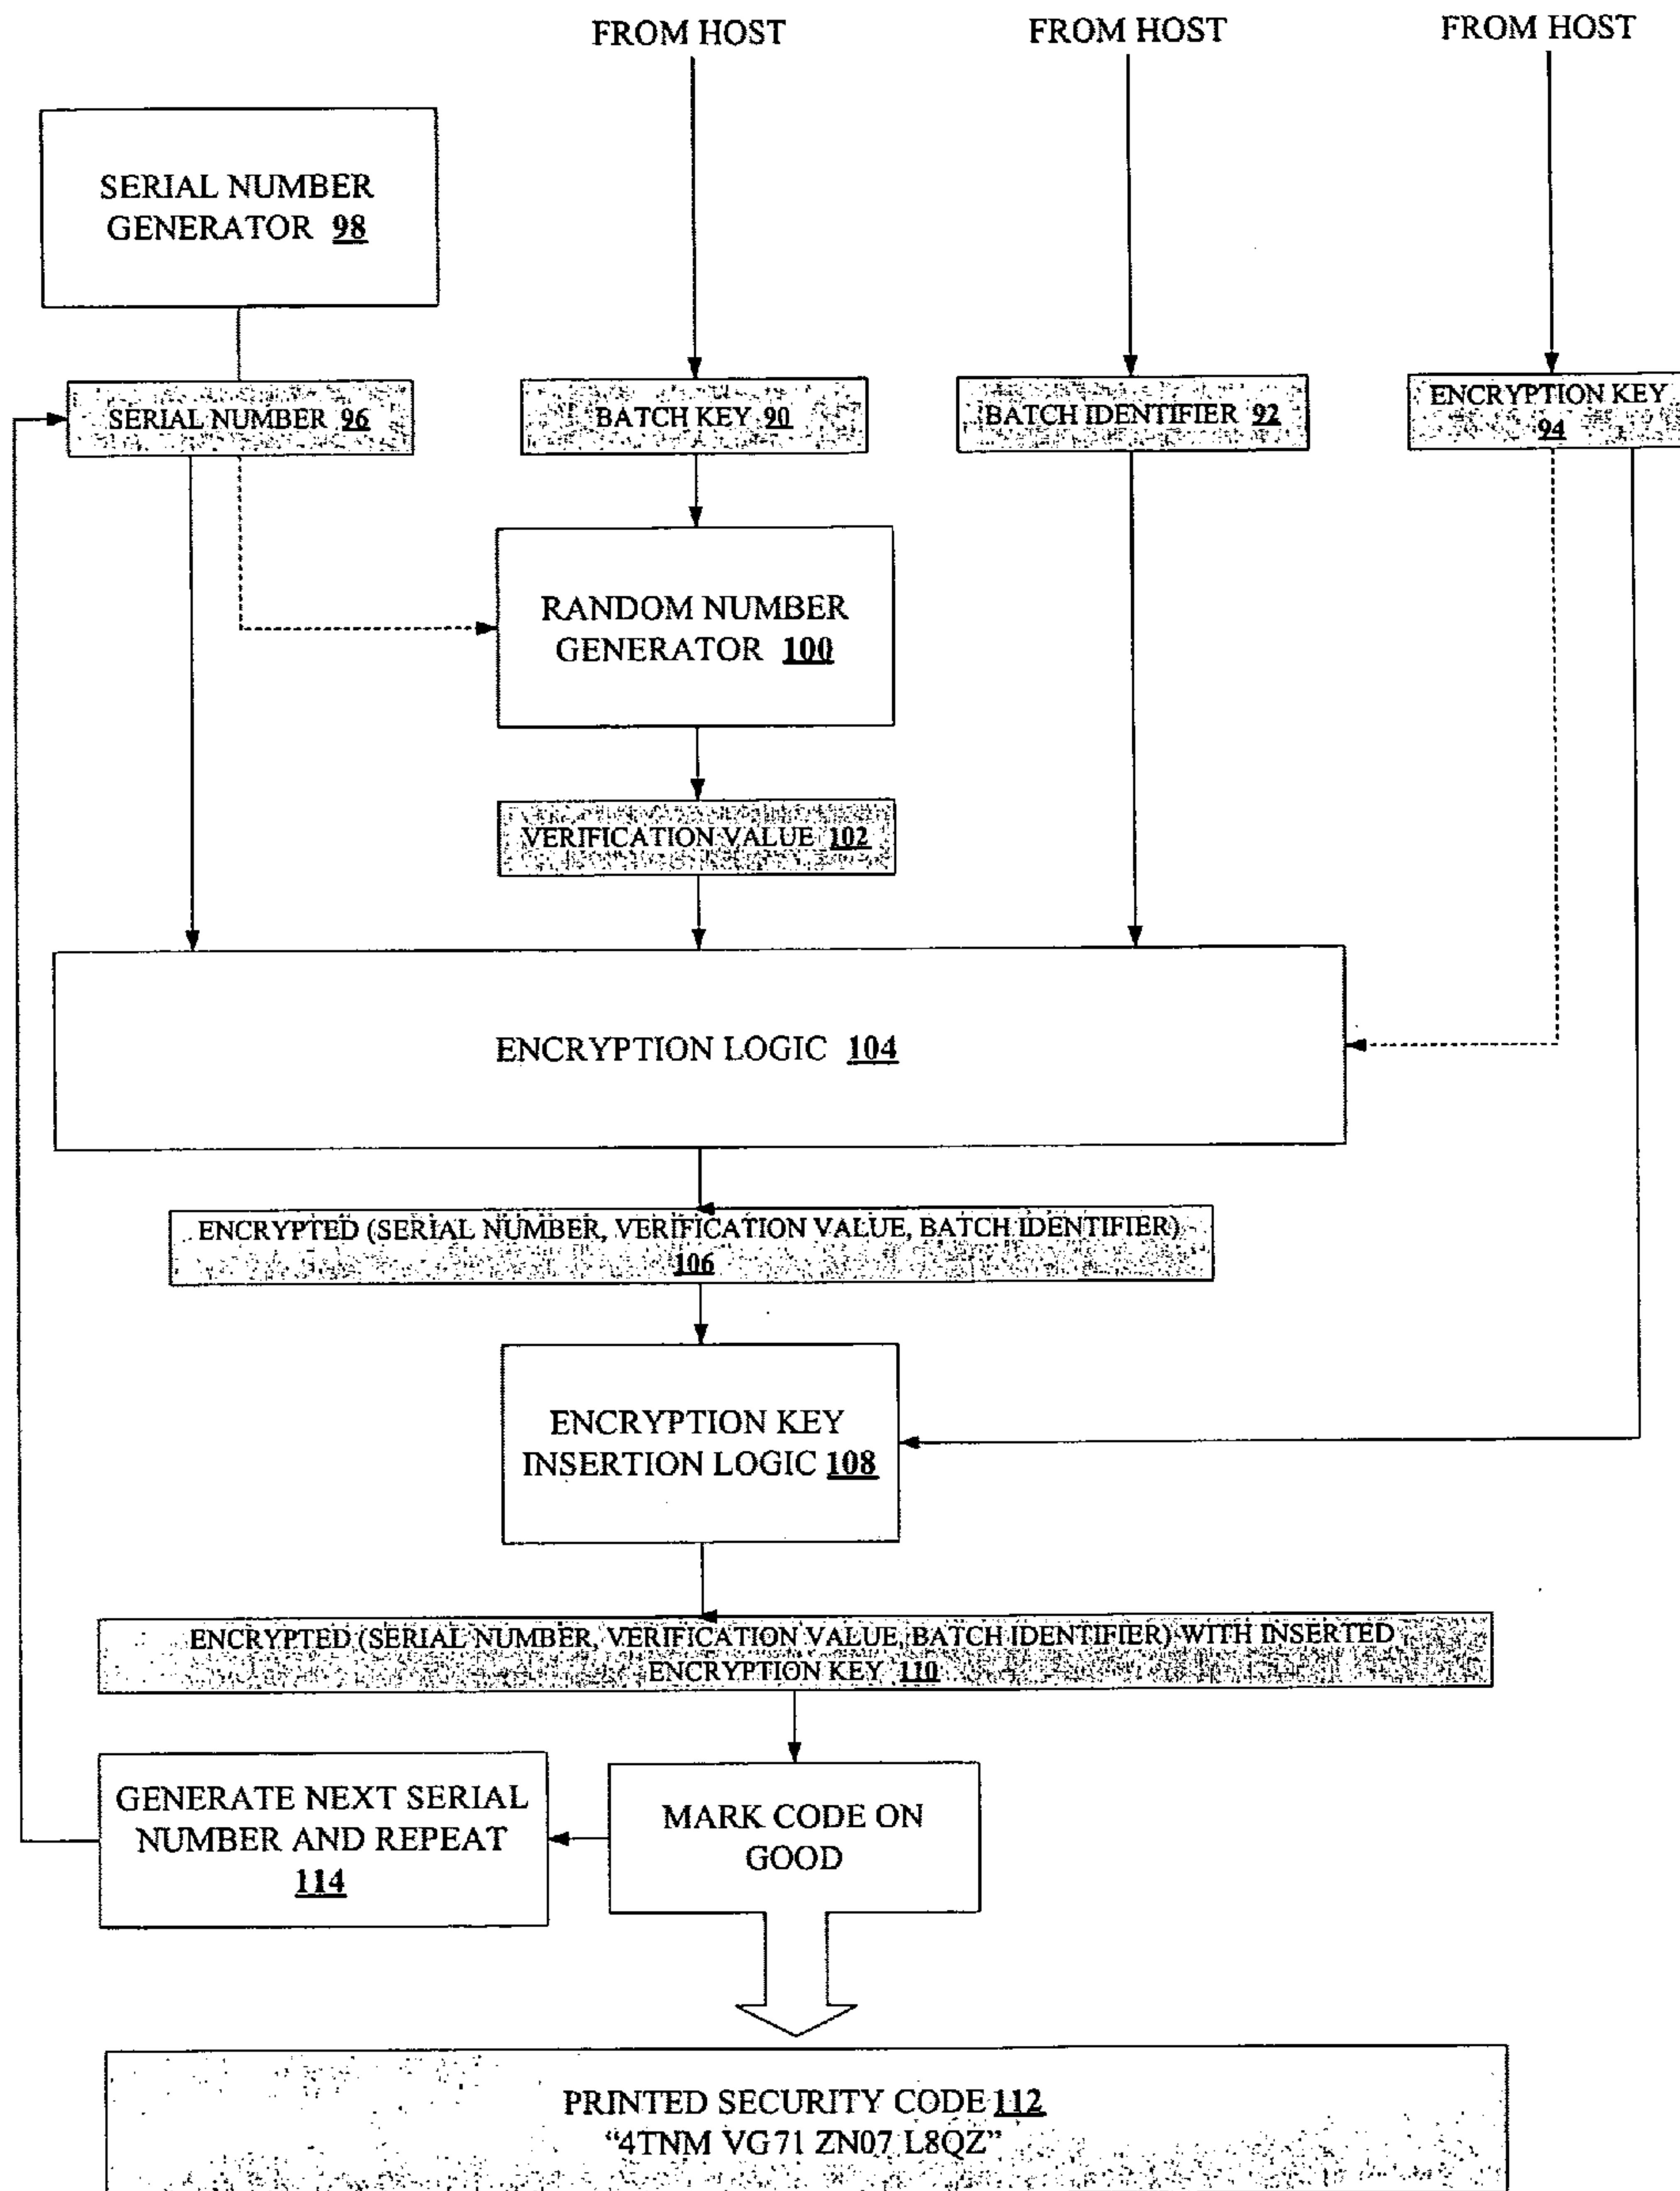 FROM HOST
FROM HOST
FROM HOST
SERIAL NUMBER
GENERATOR 98
SERIAL NUMBER 96
BATCH KEY 90
BATCH IDENTIFIER 92
ENCRYPTION KEY
94
RANDOM NUMBER
GENERATOR 100
VERIFICATION VALUE 102
ENCRYPTION LOGIC 104
ENCRYPTED (SERIAL NUMBER, VERIFICATION VALUE, BATCH IDENTIFIER)
106
ENCRYPTION KEY
INSERTION LOGIC 108
ENCRYPTED (SERIAL NUMBER, VERIFICATION VALUE, BATCH IDENTIFIER) WITH INSERTED
ENCRYPTION KEY 110
GENERATE NEXT SERIAL
NUMBER AND REPEAT
114
MARK CODE ON
GOOD
PRINTED SECURITY CODE 112
"4TNM VG71 ZN07 L8QZ"